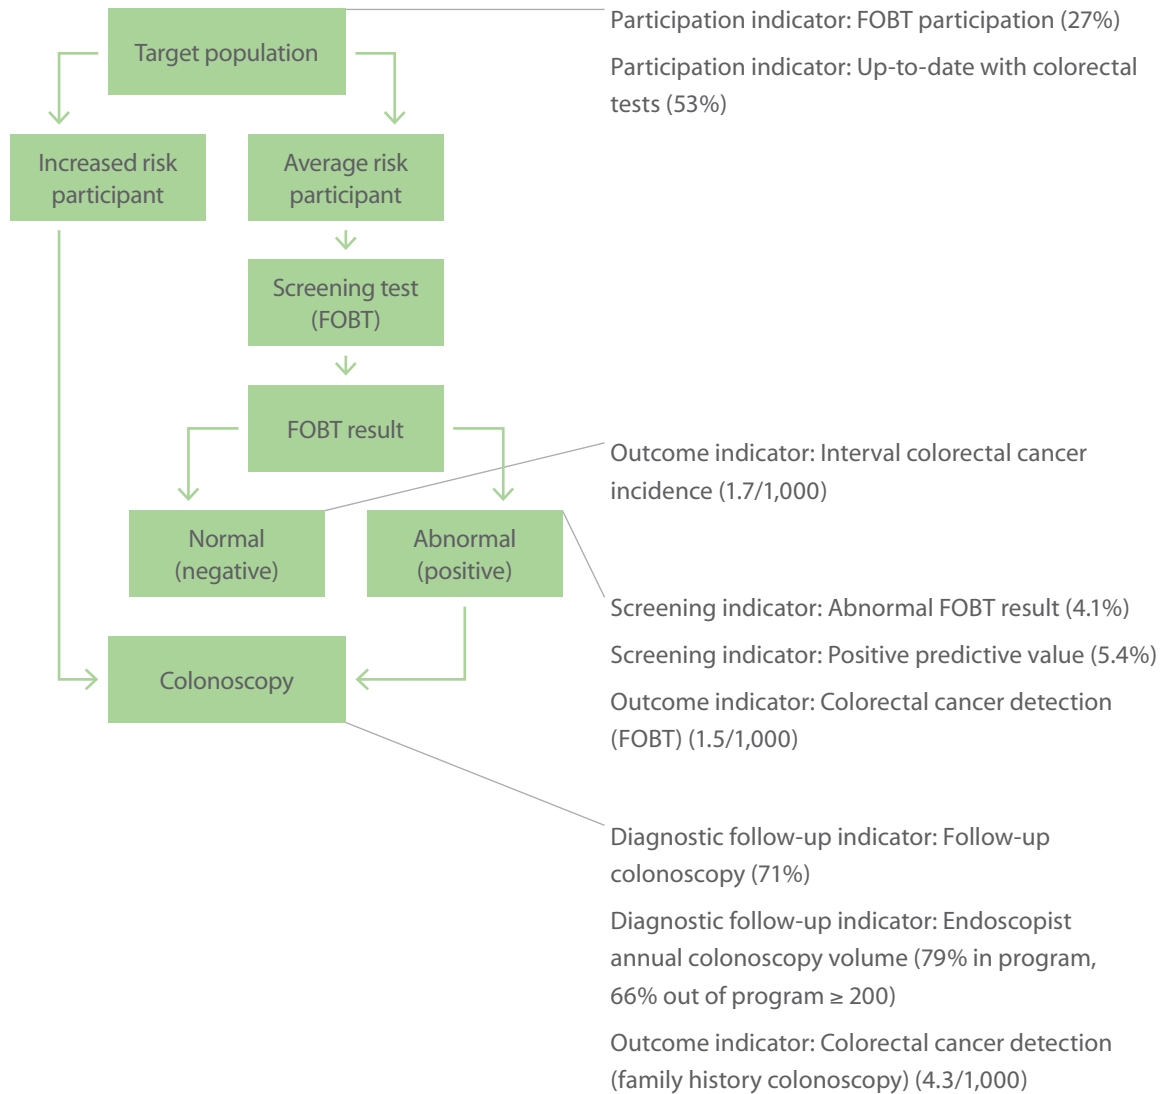 Target population
Increased risk
participant
Average risk
participant
Screening test
(FOBT)
FOBT result
Normal
(negative)
Abnormal
(positive)
Colonoscopy
Participation indicator: FOBT participation (27%)
Participation indicator: Up-to-date with colorectal
tests (53%)
Outcome indicator: Interval colorectal cancer
incidence (1.7/1,000)
Screening indicator: Abnormal FOBT result (4.1%)
Screening indicator: Positive predictive value (5.4%)
Outcome indicator: Colorectal cancer detection
(FOBT) (1.5/1,000)
Diagnostic follow-up indicator: Follow-up
colonoscopy (71%)
Diagnostic follow-up indicator: Endoscopist
annual colonoscopy volume (79% in program,
66% out of program ≥ 200)
Outcome indicator: Colorectal cancer detection
(family history colonoscopy) (4.3/1,000)